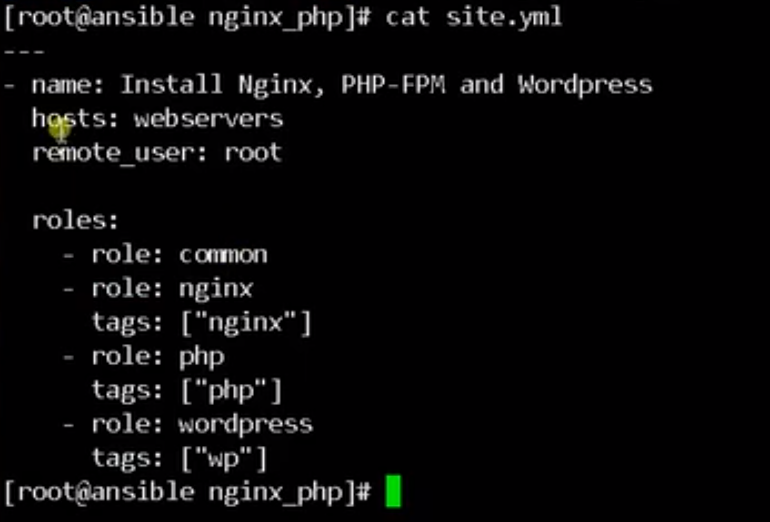 [root@ansible nginx_php]# cat site.yml
---
- name: Install Nginx, PHP-FPM and Wordpress
  hosts: webservers
  remote_user: root

  roles:
    - role: common
    - role: nginx
      tags: ["nginx"]
    - role: php
      tags: ["php"]
    - role: wordpress
      tags: ["wp"]
[root@ansible nginx_php]#